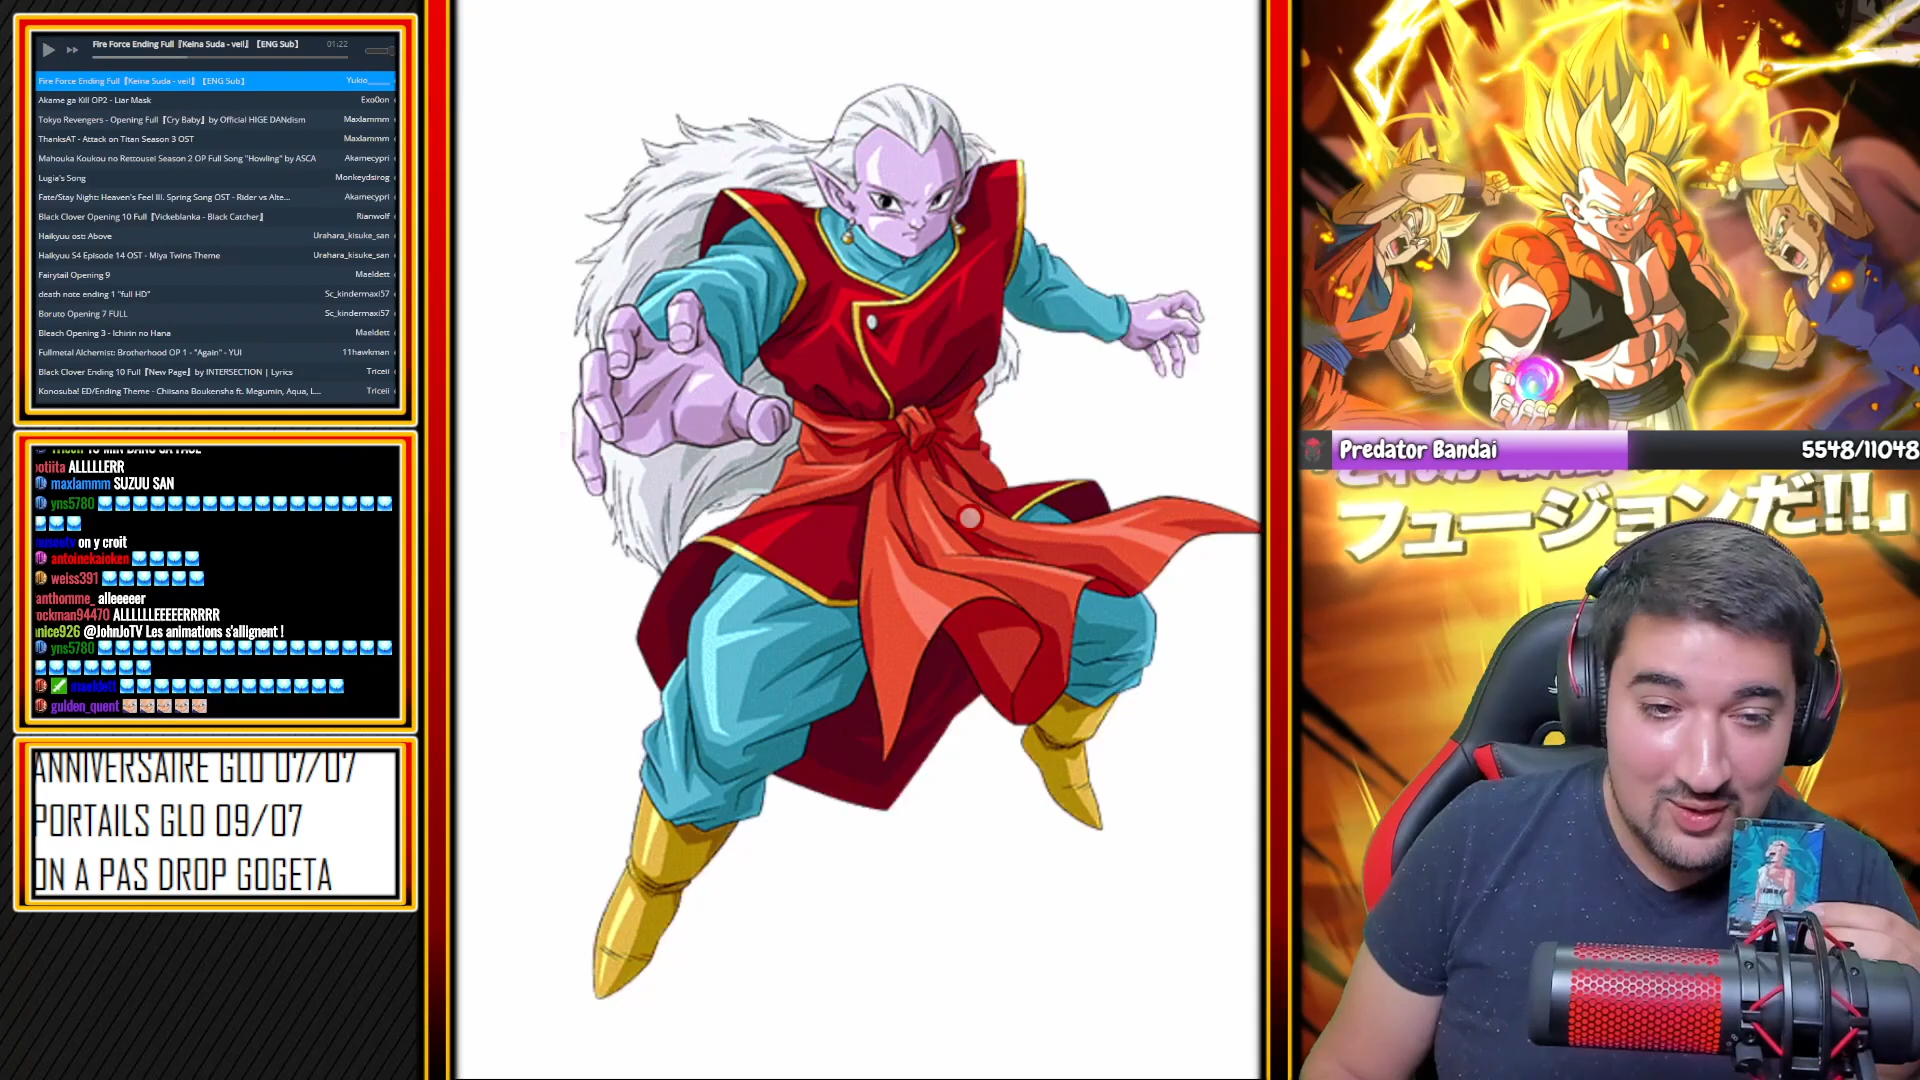 Fire Force Ending Full『Keina Suda - veil』【ENG Sub】 01:22
Fire Force Ending Full『Keina Suda - veil』【ENG Sub】 Yukio_____
Akame ga Kill OP2 - Liar Mask Exo0on
Tokyo Revengers - Opening Full『Cry Baby』by Official HIGE DANdism Maxlammm
ThanksAT - Attack on Titan Season 3 OST Maxlammm
Mahouka Koukou no Rettousei Season 2 OP Full Song "Howling" by ASCA Akamecypri
Lugia's Song Monkeydsirog
Fate/Stay Night: Heaven's Feel III. Spring Song OST - Rider vs Alte... Akamecypri
Black Clover Opening 10 Full『Vickeblanka - Black Catcher』 Rianwolf
Haikyuu ost: Above Urahara_kisuke_san
Haikyuu S4 Episode 14 OST - Miya Twins Theme Urahara_kisuke_san
Fairytail Opening 9 Maeldett
death note ending 1 "full HD" Sc_kindermaxi57
Boruto Opening 7 FULL Sc_kindermaxi57
Bleach Opening 3 - Ichirin no Hana Maeldett
Fullmetal Alchemist: Brotherhood OP 1 - "Again" - YUI 11hawkman
Black Clover Ending 10 Full『New Page』by INTERSECTION | Lyrics Triceii
Konosuba! ED/Ending Theme - Chiisana Boukensha ft. Megumin, Aqua, L... Triceii
ootiita ALLLLLERR
maxlammm SUZUU SAN
yns5780
on y croit
antoinekaioken
weiss391
anthomme_ alleeeeer
ockman94470 ALLLLLLEEEEERRRRR
nice926 @JohnJoTV Les animations s'allignent !
yns5780
maeldett
gulden_quent
ANNIVERSAIRE GLO 07/07
PORTAILS GLO 09/07
ON A PAS DROP GOGETA
Predator Bandai 5548/11048
フュージョンだ!!」